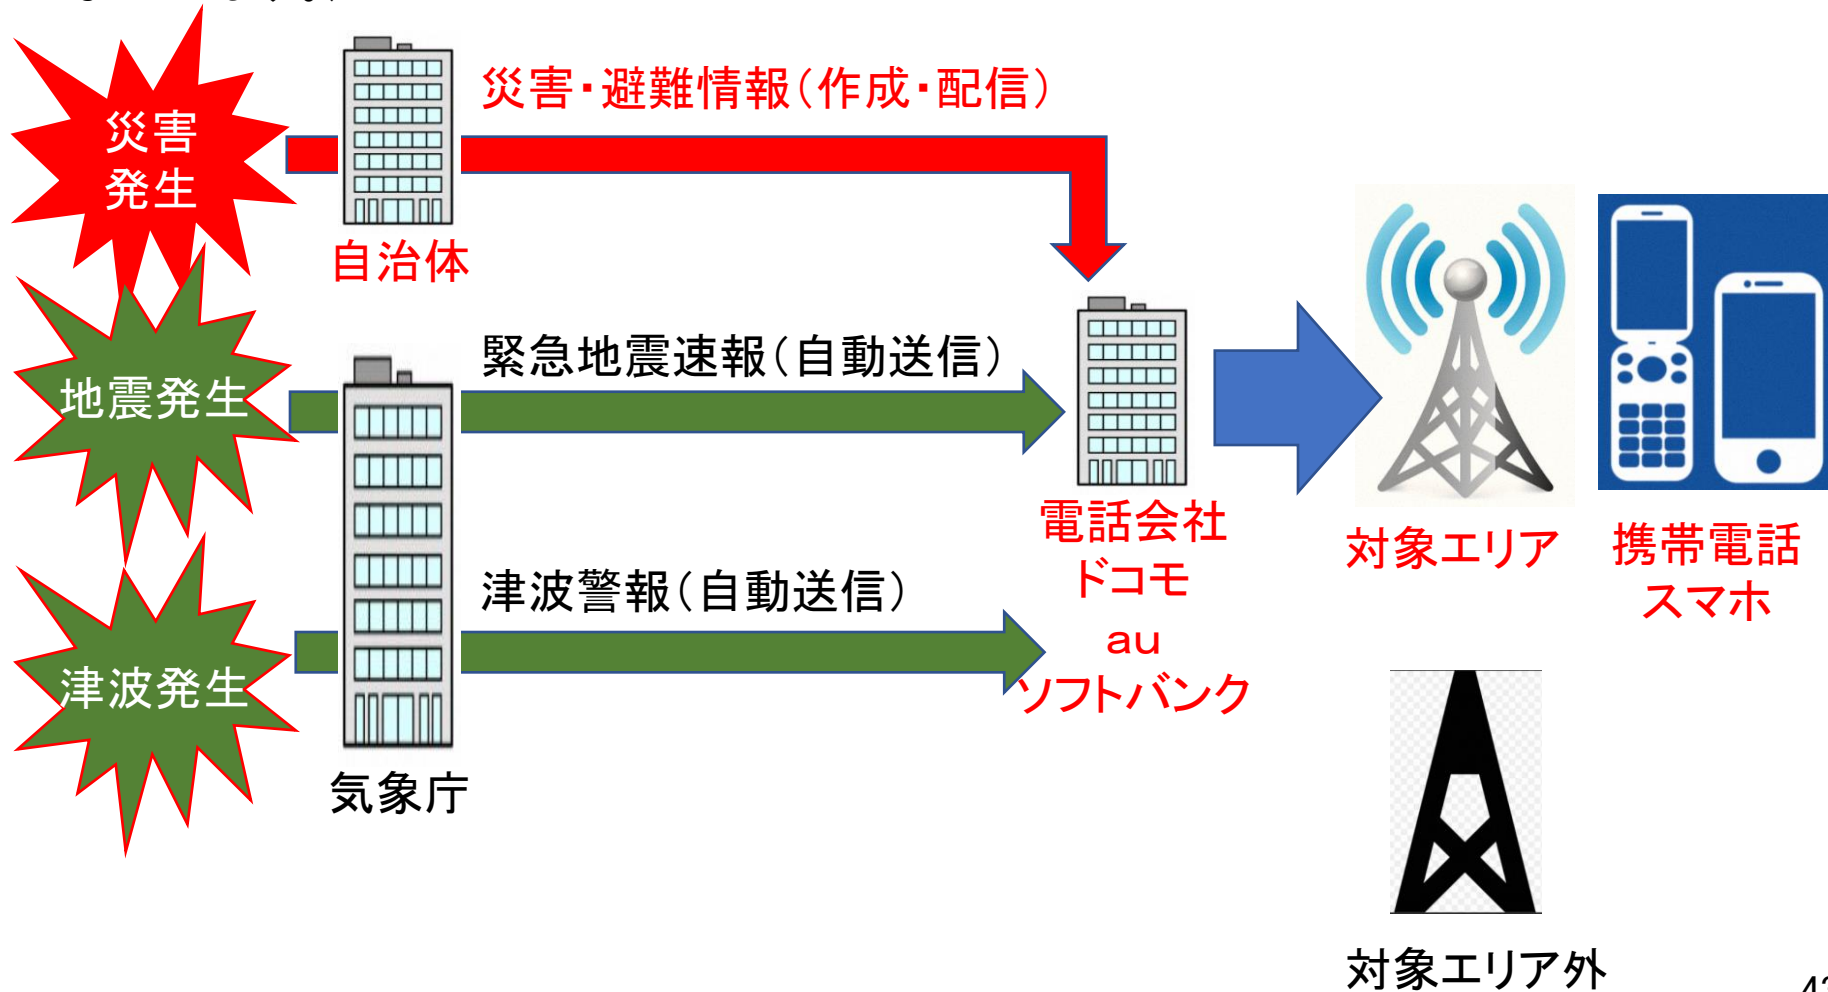 災害
発生
災害・避難情報（作成・配信）
自治体
地震発生
緊急地震速報（自動送信）
津波発生
津波警報（自動送信）
気象庁
電話会社
ドコモ
au
ソフトバンク
対象エリア
携帯電話
スマホ
対象エリア外